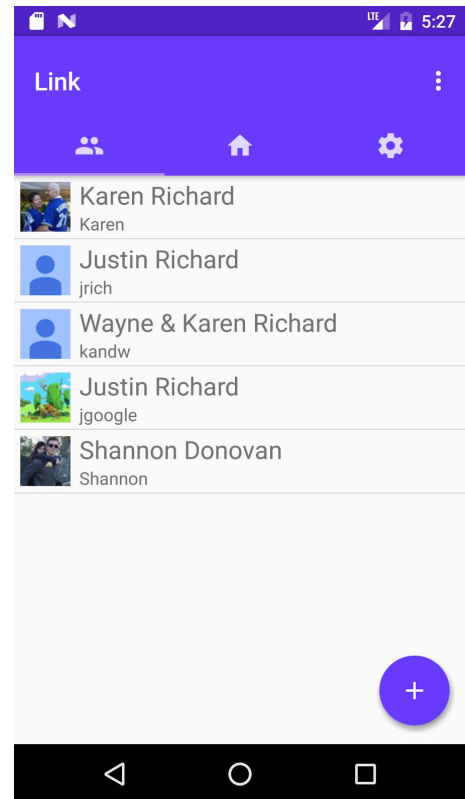 LTE 5:27
Link
Karen Richard
Karen
Justin Richard
jrich
Wayne & Karen Richard
kandw
Justin Richard
jgoogle
Shannon Donovan
Shannon